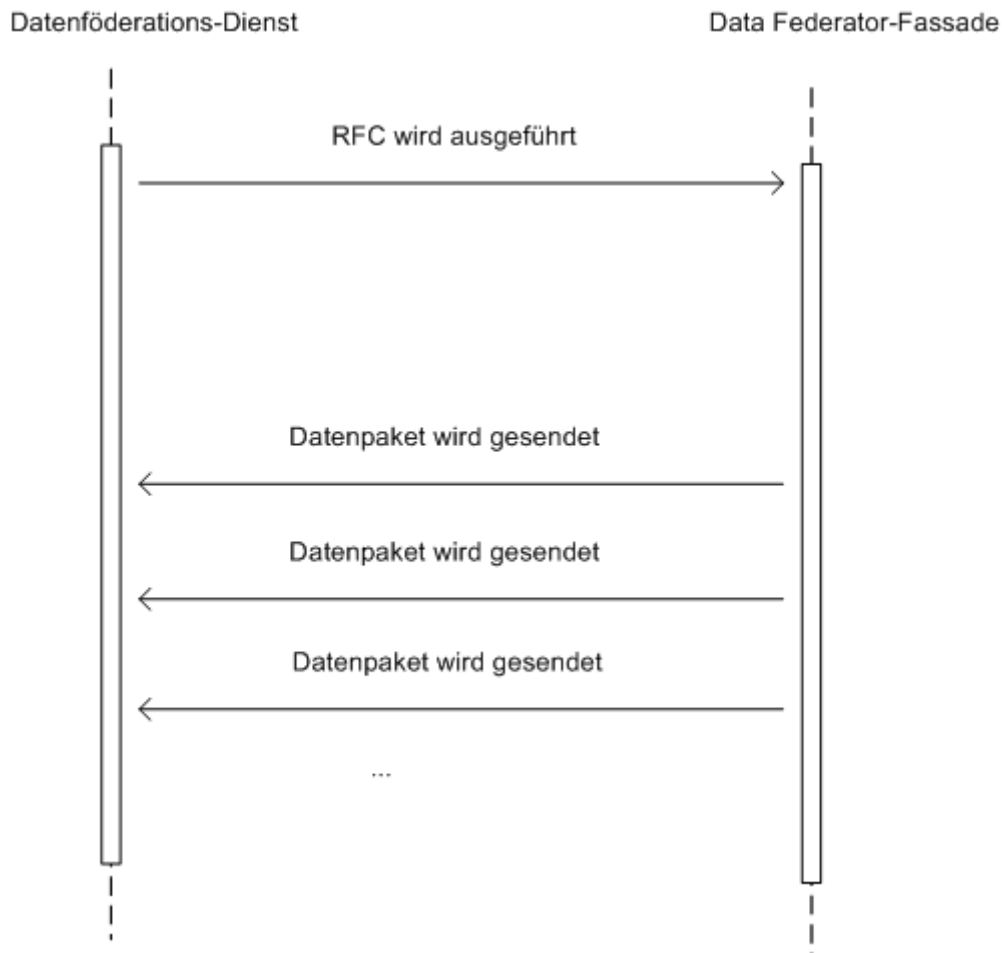 Datenföderations-Dienst
Data Federator-Fassade
RFC wird ausgeführt
Datenpaket wird gesendet
Datenpaket wird gesendet
Datenpaket wird gesendet
...